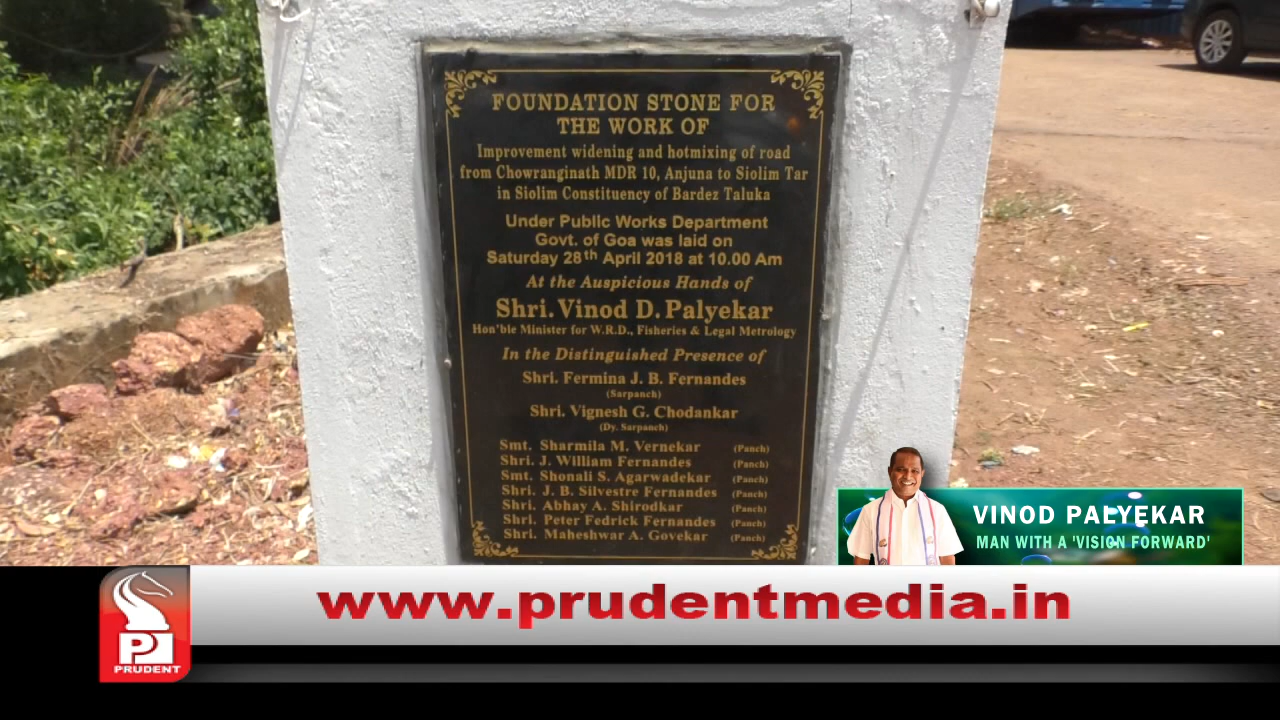 FOUNDATION STONE FOR
THE WORK OF
Improvement widening and hotmixing of road
from Chowranginath MDR 10, Anjuna to Siolim Tar
in Siolim Constituency of Bardez Taluka
Under Public Works Department
Govt. of Goa was laid on
Saturday 28th April 2018 at 10.00 Am
At the Auspicious Hands of
Shri. Vinod D. Palyekar
Hon'ble Minister for W.R.D., Fisheries & Legal Metrology
In the Distinguished Presence of
Shri. Fermina J. B. Fernandes
(Sarpanch)
Shri. Vignesh G. Chodankar
(Dy. Sarpanch)
Smt. Sharmila M. Vernekar (Panch)
Shri. J. William Fernandes (Panch)
Smt. Shonali S. Agarwadekar (Panch)
Shri. J. B. Silvestre Fernandes (Panch)
Shri. Abhay A. Shirodkar (Panch)
Shri. Peter Fedrick Fernandes (Panch)
Shri. Maheshwar A. Govekar (Panch)
VINOD PALYEKAR
MAN WITH A 'VISION FORWARD'
www.prudentmedia.in
P
PRUDENT